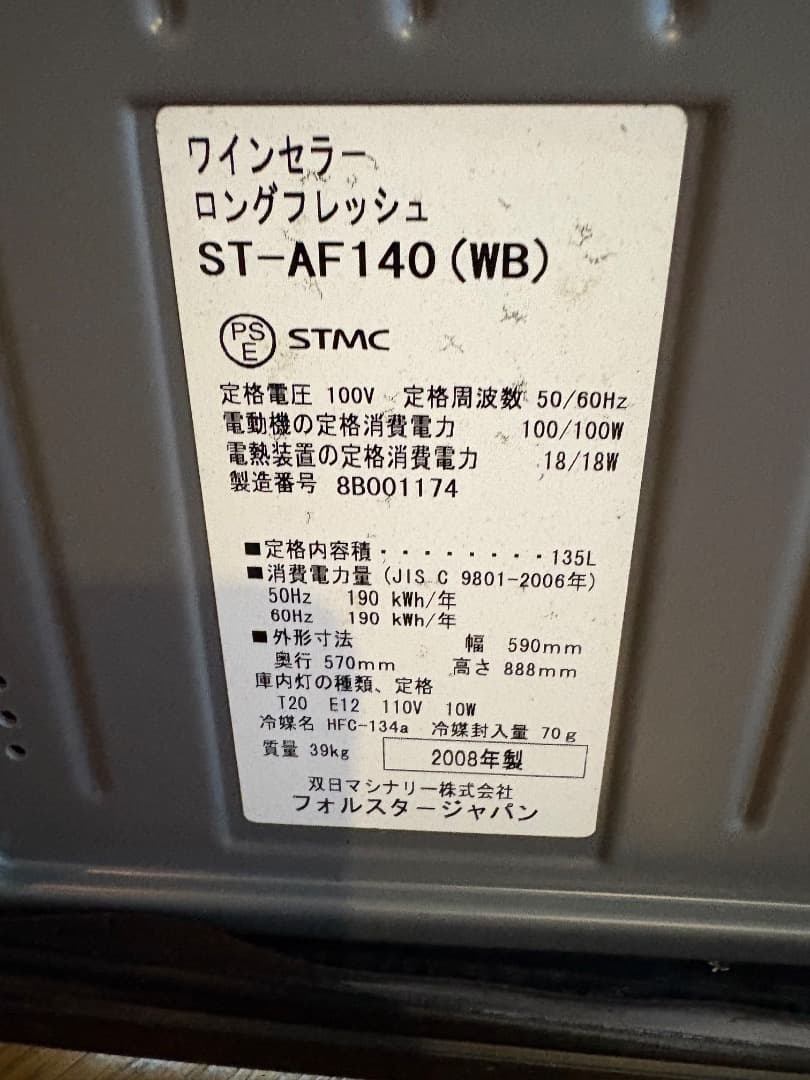 ワインセラー
ロングフレッシュ
ST-AF140(WB)
PSE STMC
定格電圧 100V 定格周波数 50/60Hz
電動機の定格消費電力 100/100W
電熱装置の定格消費電力 18/18W
製造番号 8B001174
■定格内容積・・・・・・・・135L
■消費電力量(JIS C 9801-2006年)
50Hz 190 kWh/年
60Hz 190 kWh/年
■外形寸法 幅 590mm
奥行 570mm 高さ 888mm
庫内灯の種類、定格
T20 E12 110V 10W
冷媒名 HFC-134a 冷媒封入量 70g
質量 39kg 2008年製
双日マシナリー株式会社
フォルスタージャパン